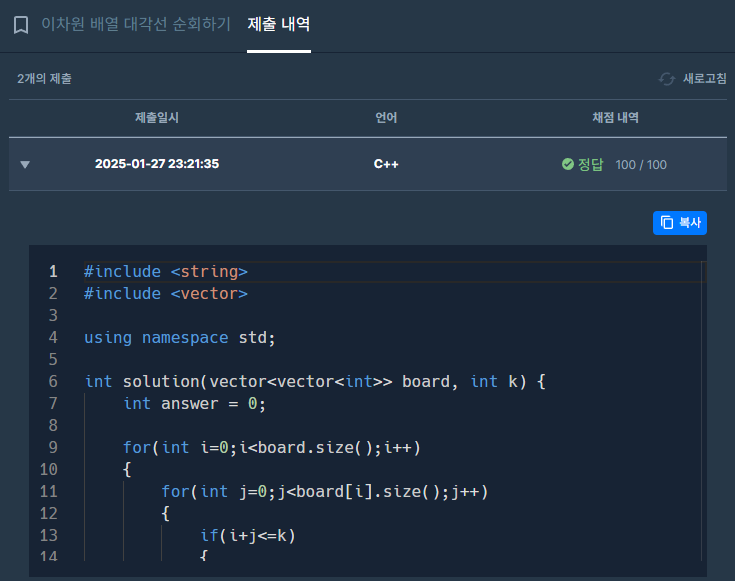 이차원 배열 대각선 순회하기 제출 내역
2개의 제출 새로고침
제출일시 언어 채점 내역
2025-01-27 23:21:35 C++ 정답 100 / 100
복사
1 #include <string>
2 #include <vector>
3
4 using namespace std;
5
6 int solution(vector<vector<int>> board, int k) {
7 int answer = 0;
8
9 for(int i=0;i<board.size();i++)
10 {
11 for(int j=0;j<board[i].size();j++)
12 {
13 if(i+j<=k)
14 {